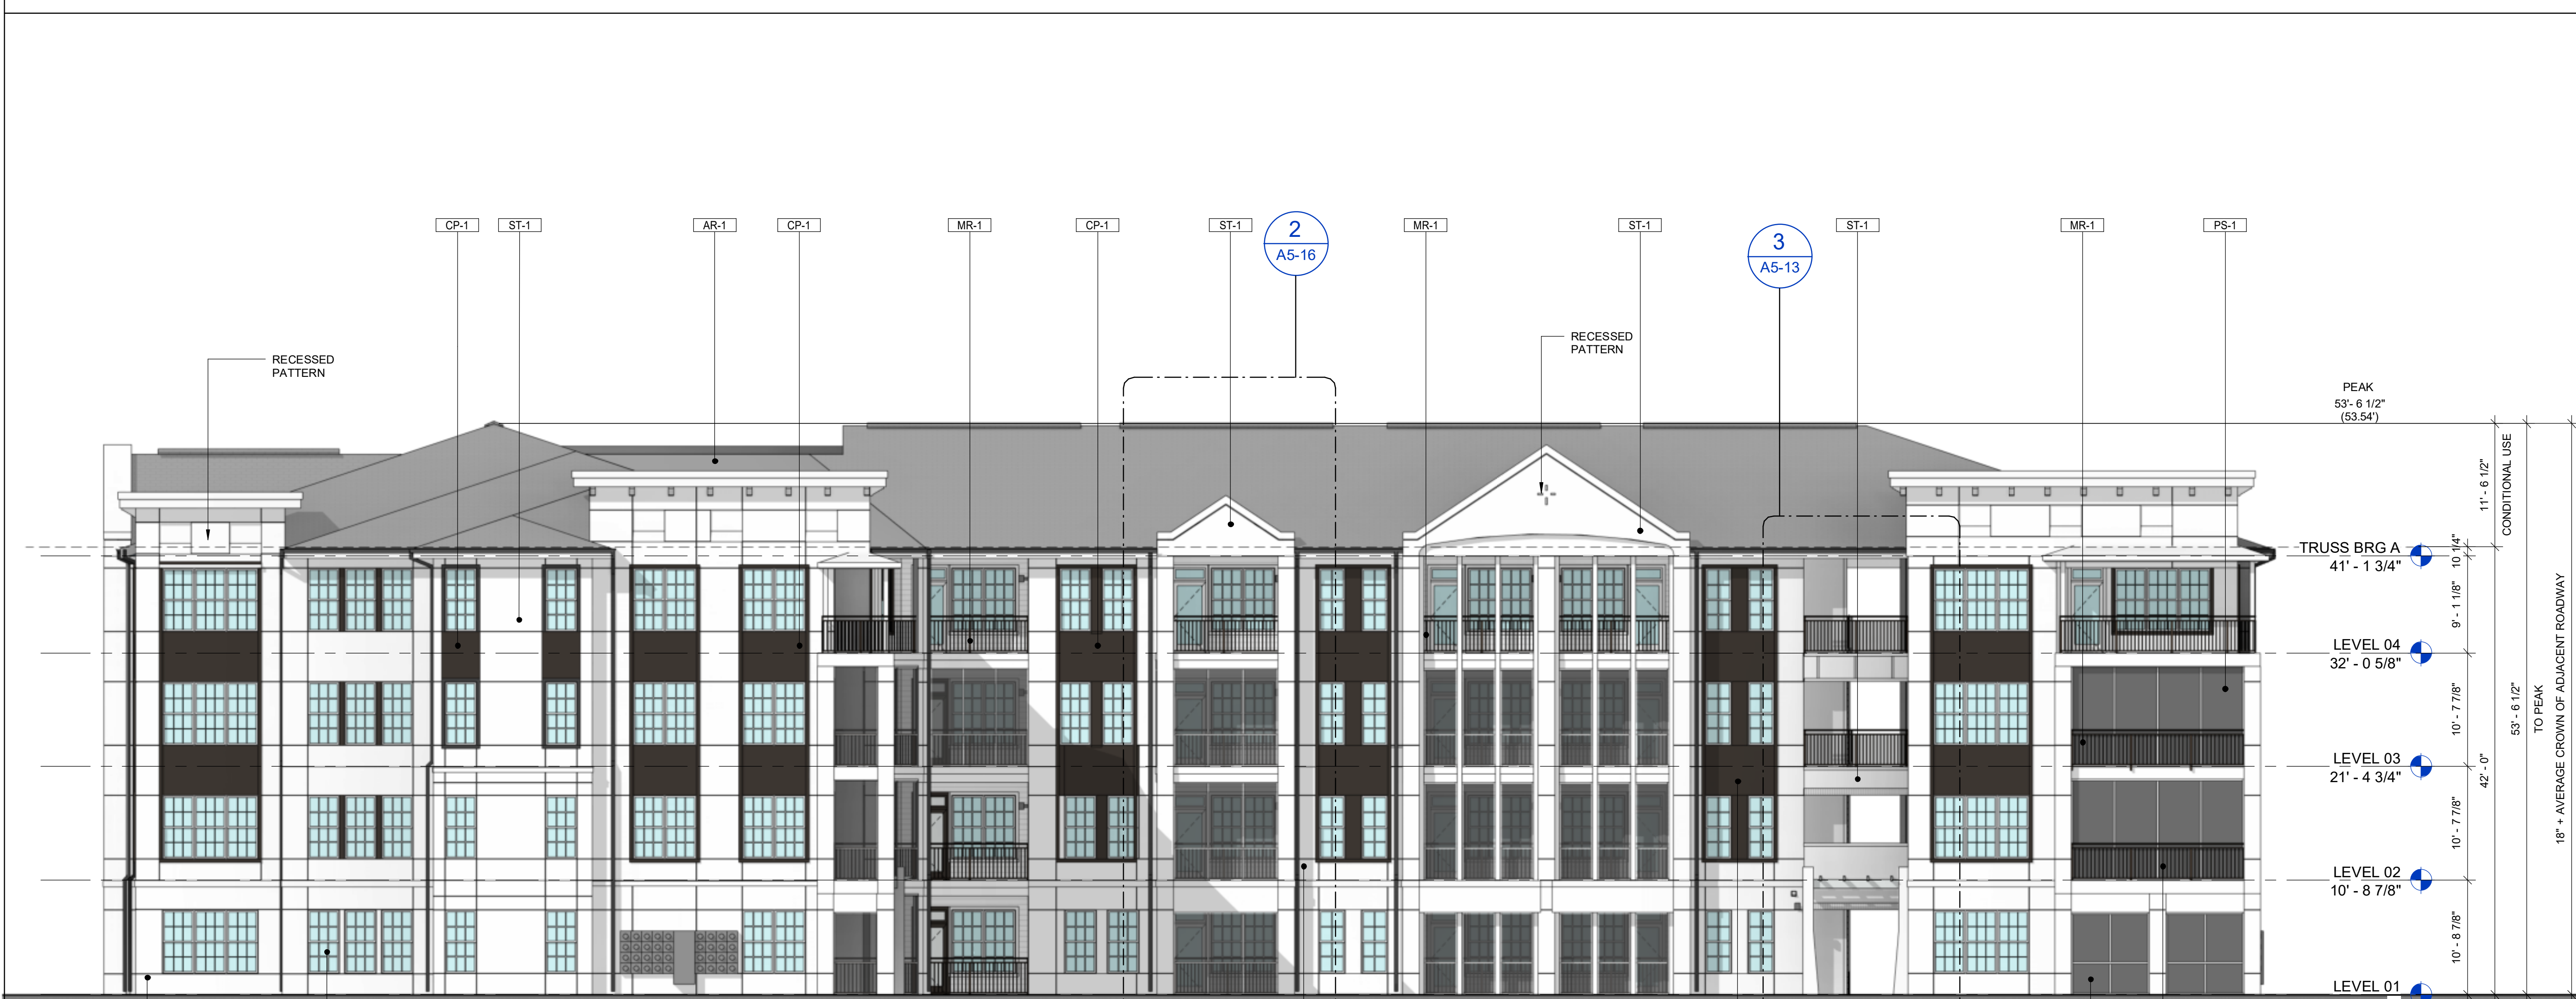 CP-1
ST-1
AR-1
CP-1
MR-1
CP-1
ST-1
2
A5-16
MR-1
ST-1
3
A5-13
ST-1
MR-1
PS-1
RECESSED
PATTERN
RECESSED
PATTERN
PEAK
53'- 6 1/2"
(53.54')
11' - 6 1/2"
CONDITIONAL USE
TRUSS BRG A
41' - 1 3/4"
10 1/4"
9' - 1 1/8"
LEVEL 04
32' - 0 5/8"
10' - 7 7/8"
LEVEL 03
21' - 4 3/4"
10' - 7 7/8"
LEVEL 02
10' - 8 7/8"
10' - 8 7/8"
LEVEL 01
42' - 0"
53' - 6 1/2"
TO PEAK
18" + AVERAGE CROWN OF ADJACENT ROADWAY